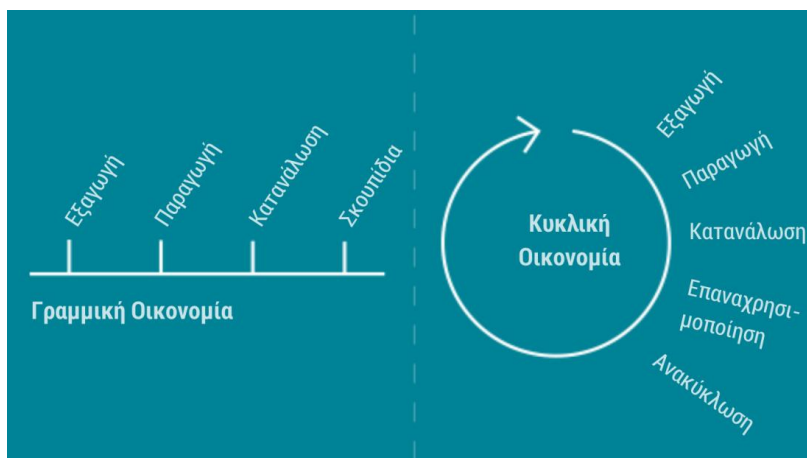 Εξαγωγή
Παραγωγή
Κατανάλωση
Σκουπίδια
Γραμμική Οικονομία
Κυκλική
Οικονομία
Εξαγωγή
Παραγωγή
Κατανάλωση
Επαναχρησι-
μοποίηση
Ανακύκλωση